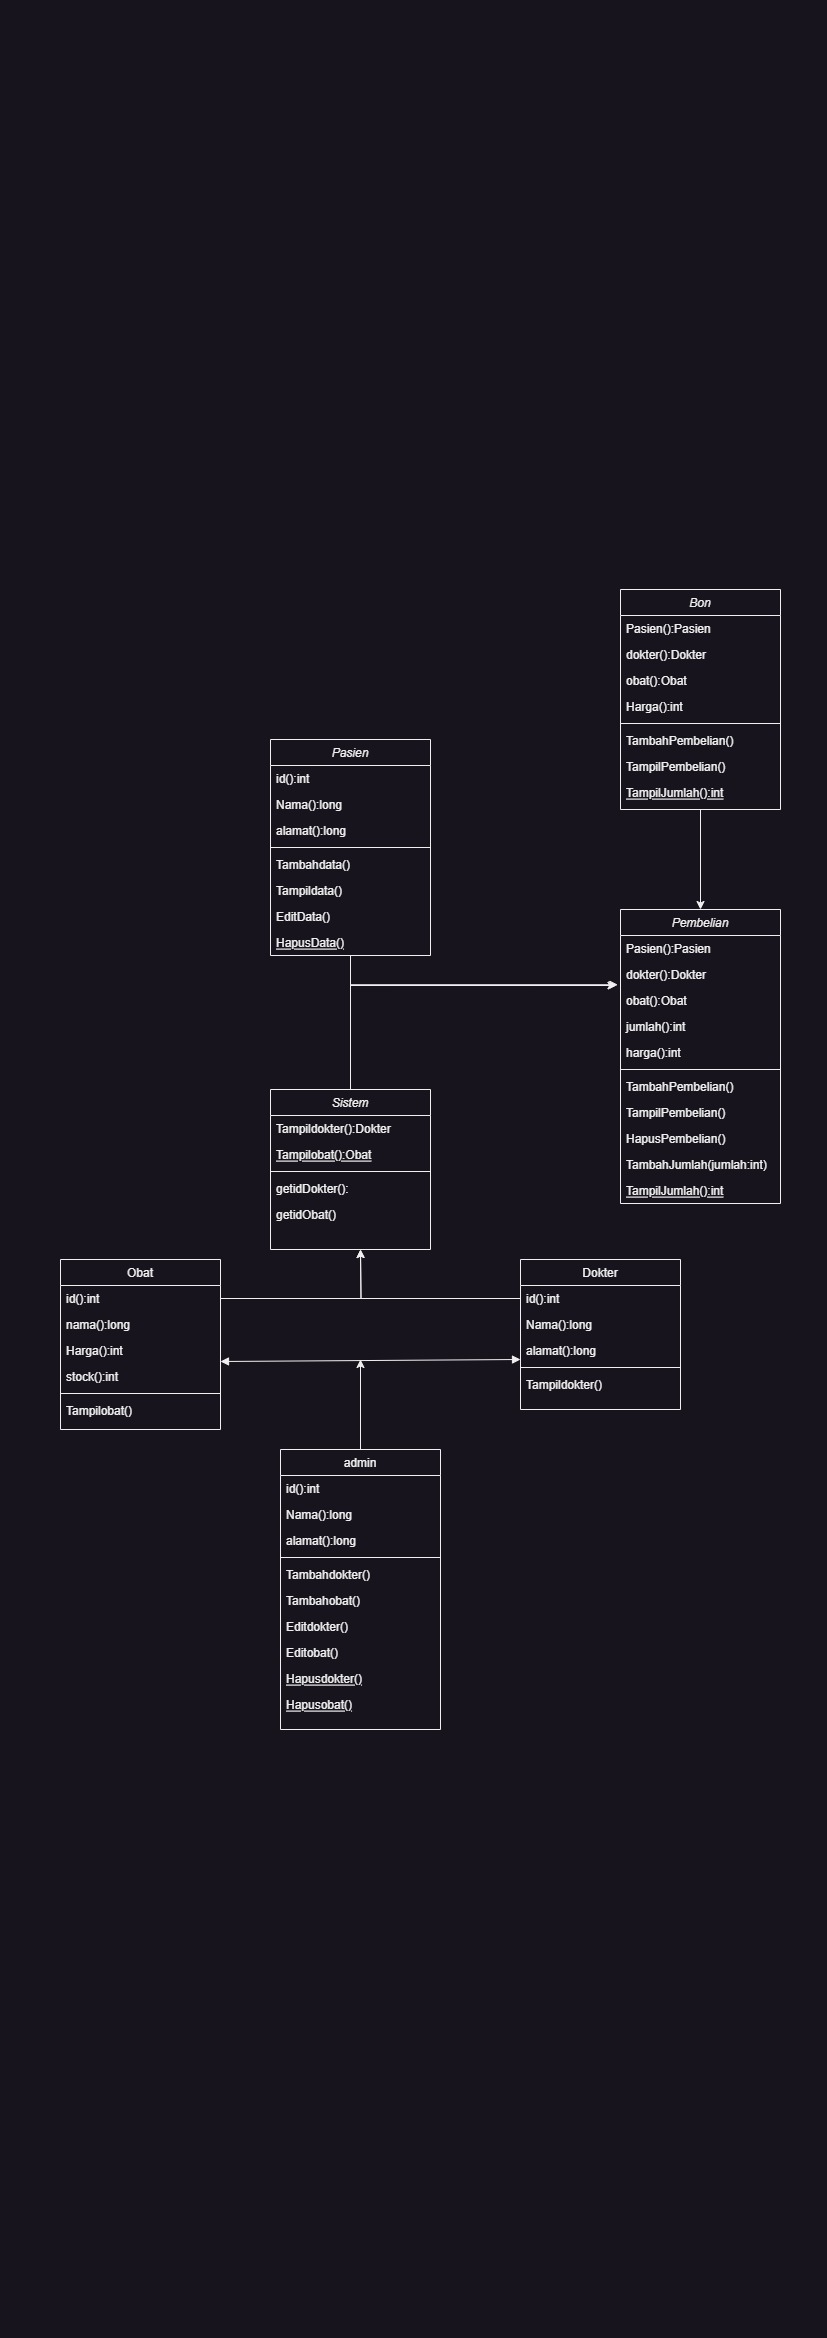 Bon
Pasien():Pasien
dokter():Dokter
obat():Obat
Harga():int
TambahPembelian()
TampilPembelian()
TampilJumlah():int
Pasien
id():int
Nama():long
alamat():long
Tambahdata()
Tampildata()
EditData()
HapusData()
Pembelian
Pasien():Pasien
dokter():Dokter
obat():Obat
jumlah():int
harga():int
TambahPembelian()
TampilPembelian()
HapusPembelian()
TambahJumlah(jumlah:int)
TampilJumlah():int
Sistem
Tampildokter():Dokter
Tampilobat():Obat
getidDokter():
getidObat()
Obat
id():int
nama():long
Harga():int
stock():int
Tampilobat()
Dokter
id():int
Nama():long
alamat():long
Tampildokter()
admin
id():int
Nama():long
alamat():long
Tambahdokter()
Tambahobat()
Editdokter()
Editobat()
Hapusdokter()
Hapusobat()